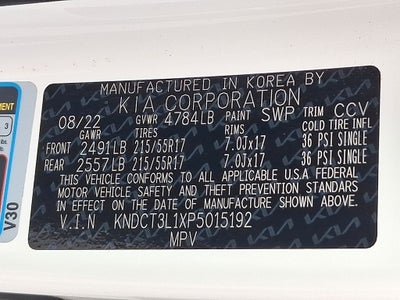 MANUFACTURED IN KOREA BY
KIA CORPORATION
08/22 GVWR 4784LB PAINT SWP TRIM CCV
GAWR TIRES RIMS COLD TIRE INFL
FRONT 2491LB 215/55R17 7.0Jx17 36 PSI SINGLE
REAR 2557LB 215/55R17 7.0Jx17 36 PSI SINGLE
THIS VEHICLE CONFORMS TO ALL APPLICABLE U.S.A FEDERAL
MOTOR VEHICLE SAFETY AND THEFT PREVENTION STANDARS
IN EFFECT ON THE DATE OF MANUFACTURE SHOWN ABOVE.
V.I.N KNDCT3L1XP5015192
MPV
V30
3